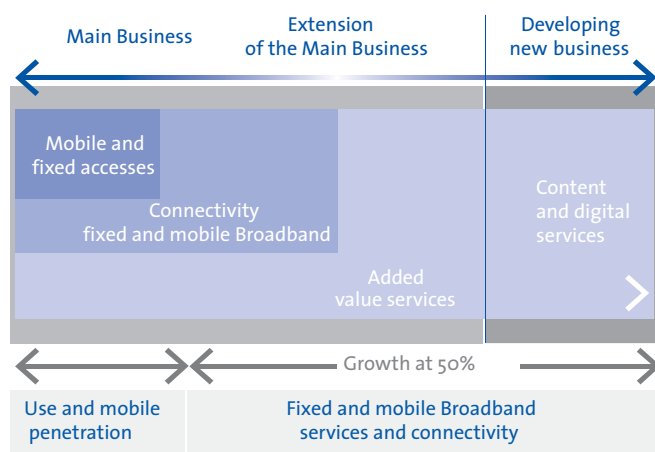 Main Business
Extension
of the Main Business
Developing
new business
Mobile and
fixed accesses
Connectivity
fixed and mobile Broadband
Added
value services
Content
and digital
services
Growth at 50%
Use and mobile
penetration
Fixed and mobile Broadband
services and connectivity